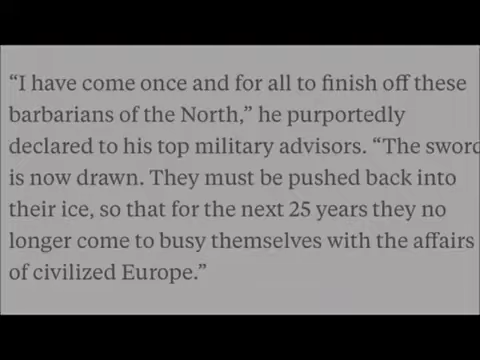 “I have come once and for all to finish off these
barbarians of the North,” he purportedly
declared to his top military advisors. “The sword
is now drawn. They must be pushed back into
their ice, so that for the next 25 years they no
longer come to busy themselves with the affairs
of civilized Europe.”